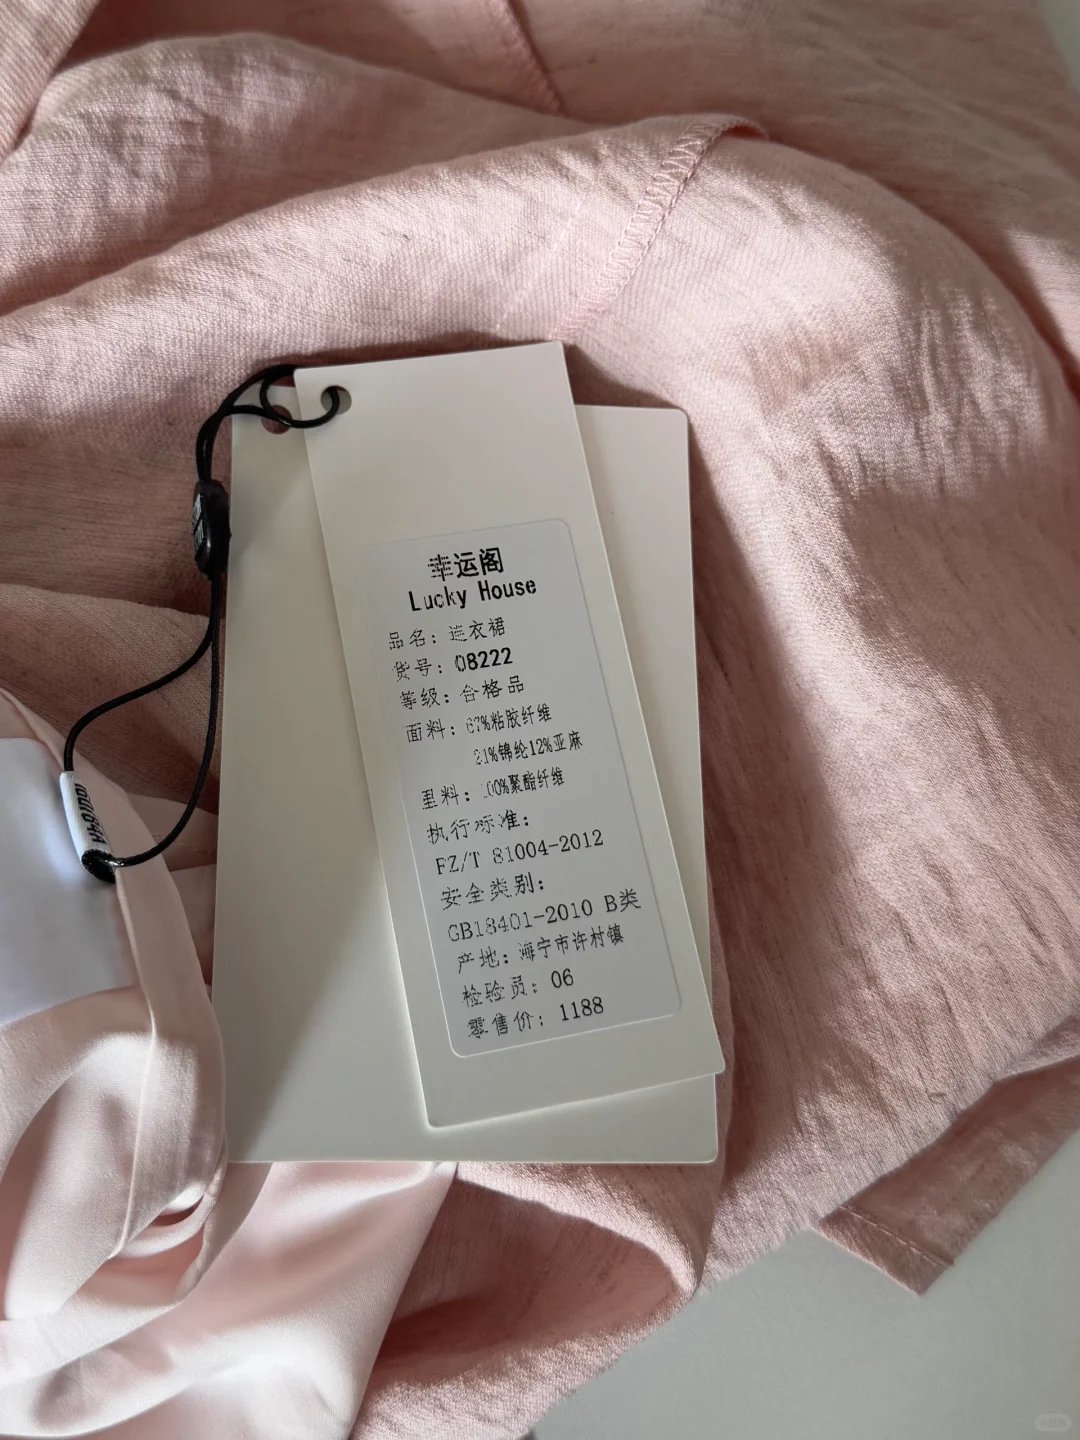 幸运阁
Lucky House
品名：连衣裙
货号：08222
等级：合格品
面料：67%粘胶纤维
21%锦纶12%亚麻
里料：100%聚酯纤维
执行标准：
FZ/T 81004-2012
安全类别：
GB18401-2010 B类
产地：海宁市许村镇
检验员：06
零售价：1188